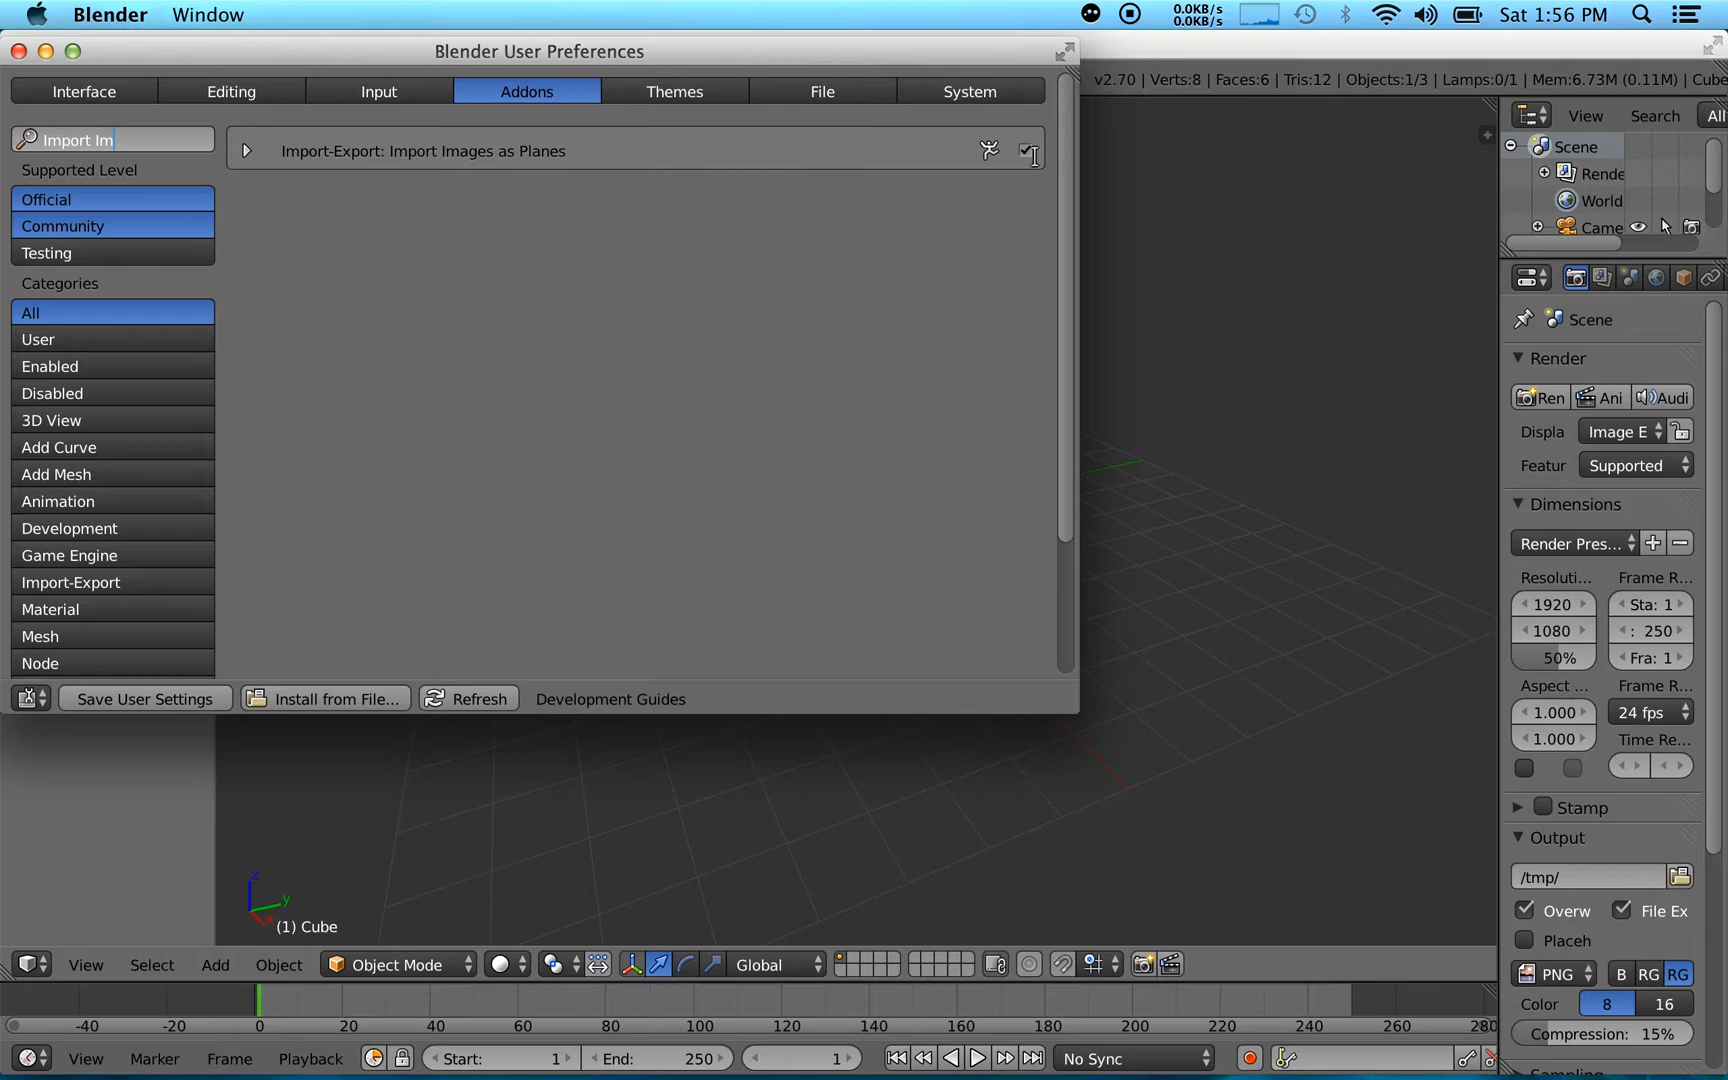 Blender Window
0.0KB/s
0.0KB/s
Sat 1:56 PM
Blender User Preferences
v2.70 | Verts:8 | Faces:6 | Tris:12 | Objects:1/3 | Lamps:0/1 | Mem:6.73M (0.11M) | Cube
Interface Editing Input Addons Themes File System
View Search All
Import Im
Import-Export: Import Images as Planes
Supported Level
Official
Community
Testing
Categories
All
User
Enabled
Disabled
3D View
Add Curve
Add Mesh
Animation
Development
Game Engine
Import-Export
Material
Mesh
Node
Save User Settings Install from File... Refresh Development Guides
Scene
Rende
World
Came
Scene
Render
Ren Ani Audi
Displa Image E
Featur Supported
Dimensions
Render Pres...
Resoluti... Frame R...
1920 Sta: 1
1080 : 250
50% Fra: 1
Aspect ... Frame R...
1.000 24 fps
1.000 Time Re...
Stamp
Output
/tmp/
Overw File Ex
Placeh
PNG B RG RG
Color 8 16
Compression: 15%
z
y
x
(1) Cube
View Select Add Object Object Mode Global
-40 -20 0 20 40 60 80 100 120 140 160 180 200 220 240 260 280
View Marker Frame Playback Start: 1 End: 250 1 No Sync